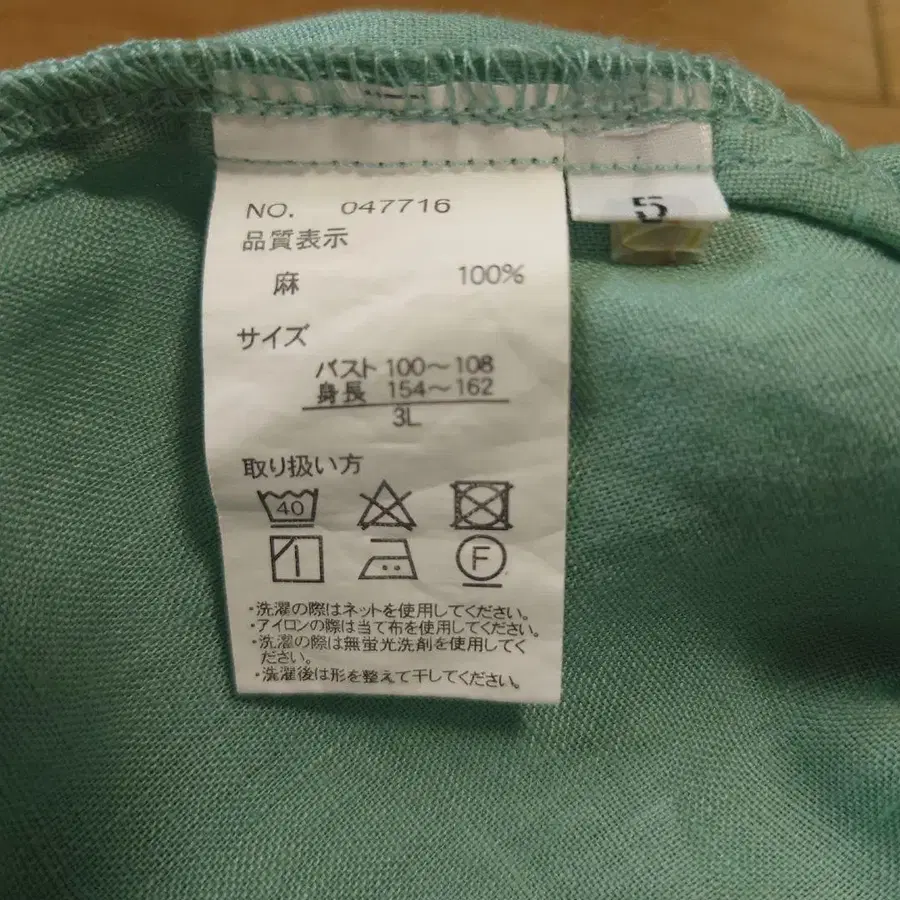 NO. 047716
5
品質表示
麻 100%
サイズ
バスト 100～108
身長 154～162
3L
取り扱い方
40
F
・洗濯の際はネットを使用してください。
・アイロンの際は当て布を使用してください。
・洗濯の際は無蛍光洗剤を使用してく
ださい。
・洗濯後は形を整えて干してください。